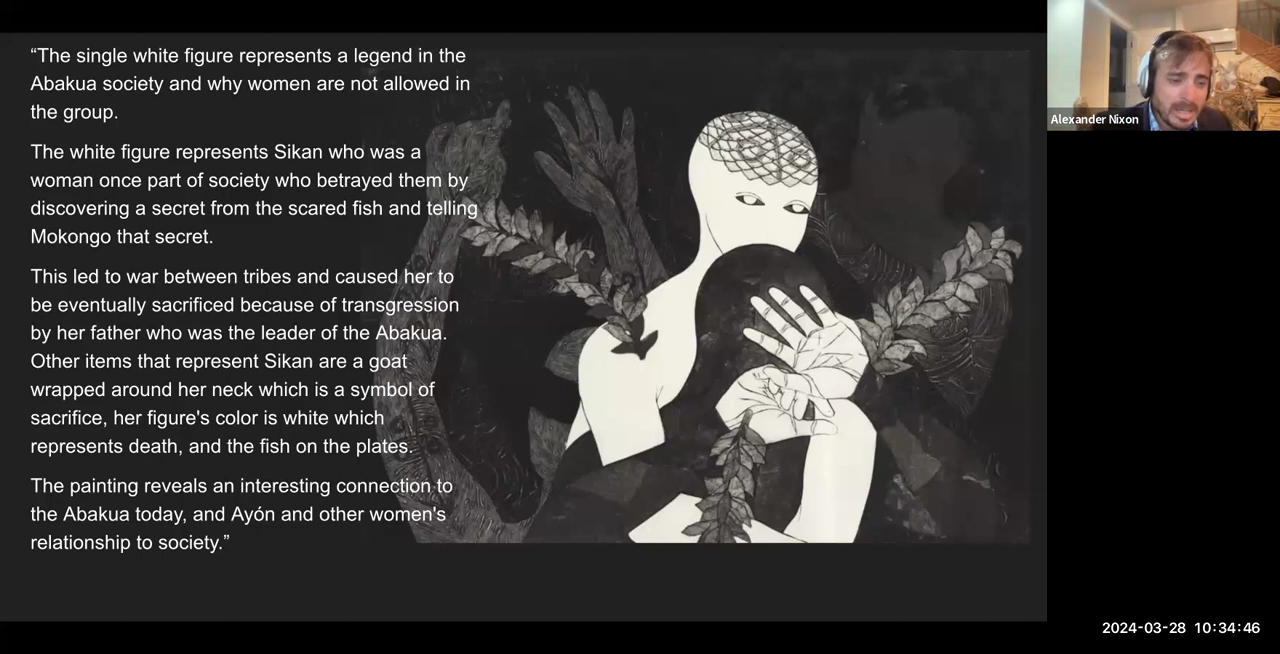 “The single white figure represents a legend in the
Abakua society and why women are not allowed in
the group.
The white figure represents Sikan who was a
woman once part of society who betrayed them by
discovering a secret from the scared fish and telling
Mokongo that secret.
This led to war between tribes and caused her to
be eventually sacrificed because of transgression
by her father who was the leader of the Abakua.
Other items that represent Sikan are a goat
wrapped around her neck which is a symbol of
sacrifice, her figure's color is white which
represents death, and the fish on the plates.
The painting reveals an interesting connection to
the Abakua today, and Ayón and other women's
relationship to society.”
Alexander Nixon
2024-03-28 10:34:46